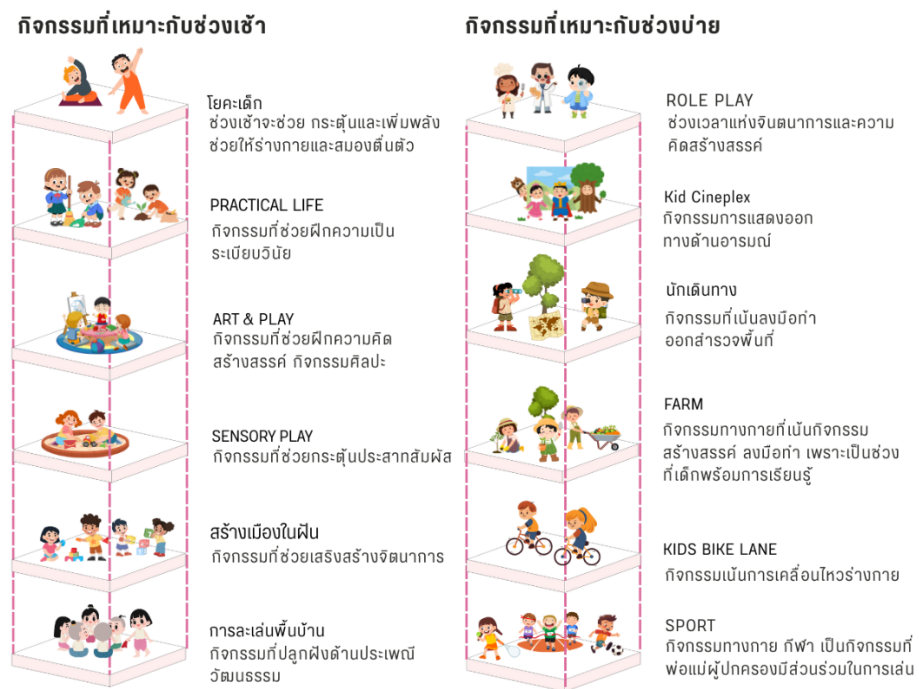 กิจกรรมที่เหมาะกับช่วงเช้า
โยคะเด็ก
ช่วงเช้าจะช่วย กระตุ้นและเพิ่มพลัง
ช่วยให้ร่างกายและสมองตื่นตัว
PRACTICAL LIFE
กิจกรรมที่ช่วยฝึกความเป็น
ระเบียบวินัย
ART & PLAY
กิจกรรมที่ช่วยฝึกความคิด
สร้างสรรค์ กิจกรรมศิลปะ
SENSORY PLAY
กิจกรรมที่ช่วยกระตุ้นประสาทสัมผัส
สร้างเมืองในฝัน
กิจกรรมที่ช่วยเสริงสร้างจิตนาการ
การละเล่นพื้นบ้าน
กิจกรรมที่ปลูกฝังด้านประเพณี
วัฒนธรรม
กิจกรรมที่เหมาะกับช่วงบ่าย
ROLE PLAY
ช่วงเวลาแห่งจินตนาการและความ
คิดสร้างสรรค์
Kid Cineplex
กิจกรรมการแสดงออก
ทางด้านอารมณ์
นักเดินทาง
กิจกรรมที่เน้นลงมือทำ
ออกสำรวจพื้นที่
FARM
กิจกรรมทางกายที่เน้นกิจกรรม
สร้างสรรค์ ลงมือทำ เพราะเป็นช่วง
ที่เด็กพร้อมการเรียนรู้
KIDS BIKE LANE
กิจกรรมเน้นการเคลื่อนไหวร่างกาย
SPORT
กิจกรรมทางกาย กีฬา เป็นกิจกรรมที่
พ่อแม่ผู้ปกครองมีส่วนร่วมในการเล่น